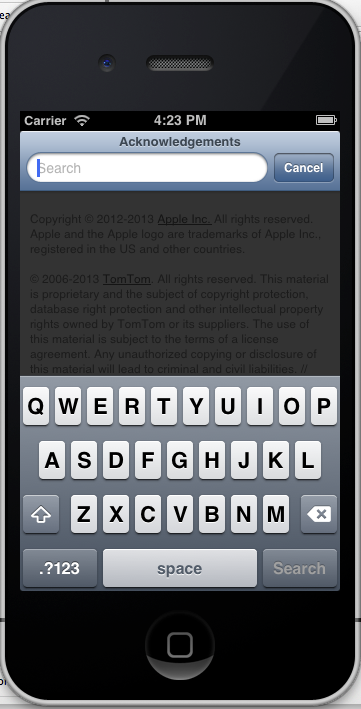 Carrier 4:23 PM
Acknowledgements
Search Cancel
Copyright © 2012-2013 Apple Inc. All rights reserved.
Apple and the Apple logo are trademarks of Apple Inc.,
registered in the US and other countries.
© 2006-2013 TomTom. All rights reserved. This material
is proprietary and the subject of copyright protection,
database right protection and other intellectual property
rights owned by TomTom or its suppliers. The use of
this material is subject to the terms of a license
agreement. Any unauthorized copying or disclosure of
this material will lead to criminal and civil liabilities. //
Q W E R T Y U I O P
A S D F G H J K L
Z X C V B N M
.?123 space Search